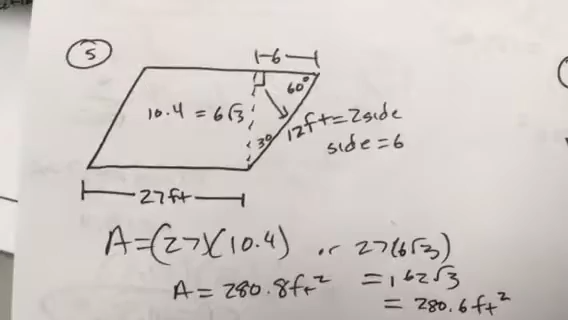 5
6
60°
10.4 = 6√3
12ft = 2side
side = 6
30
27ft
A = (27)(10.4) or 27(6√3)
A = 280.8ft² = 162√3
= 280.6ft²